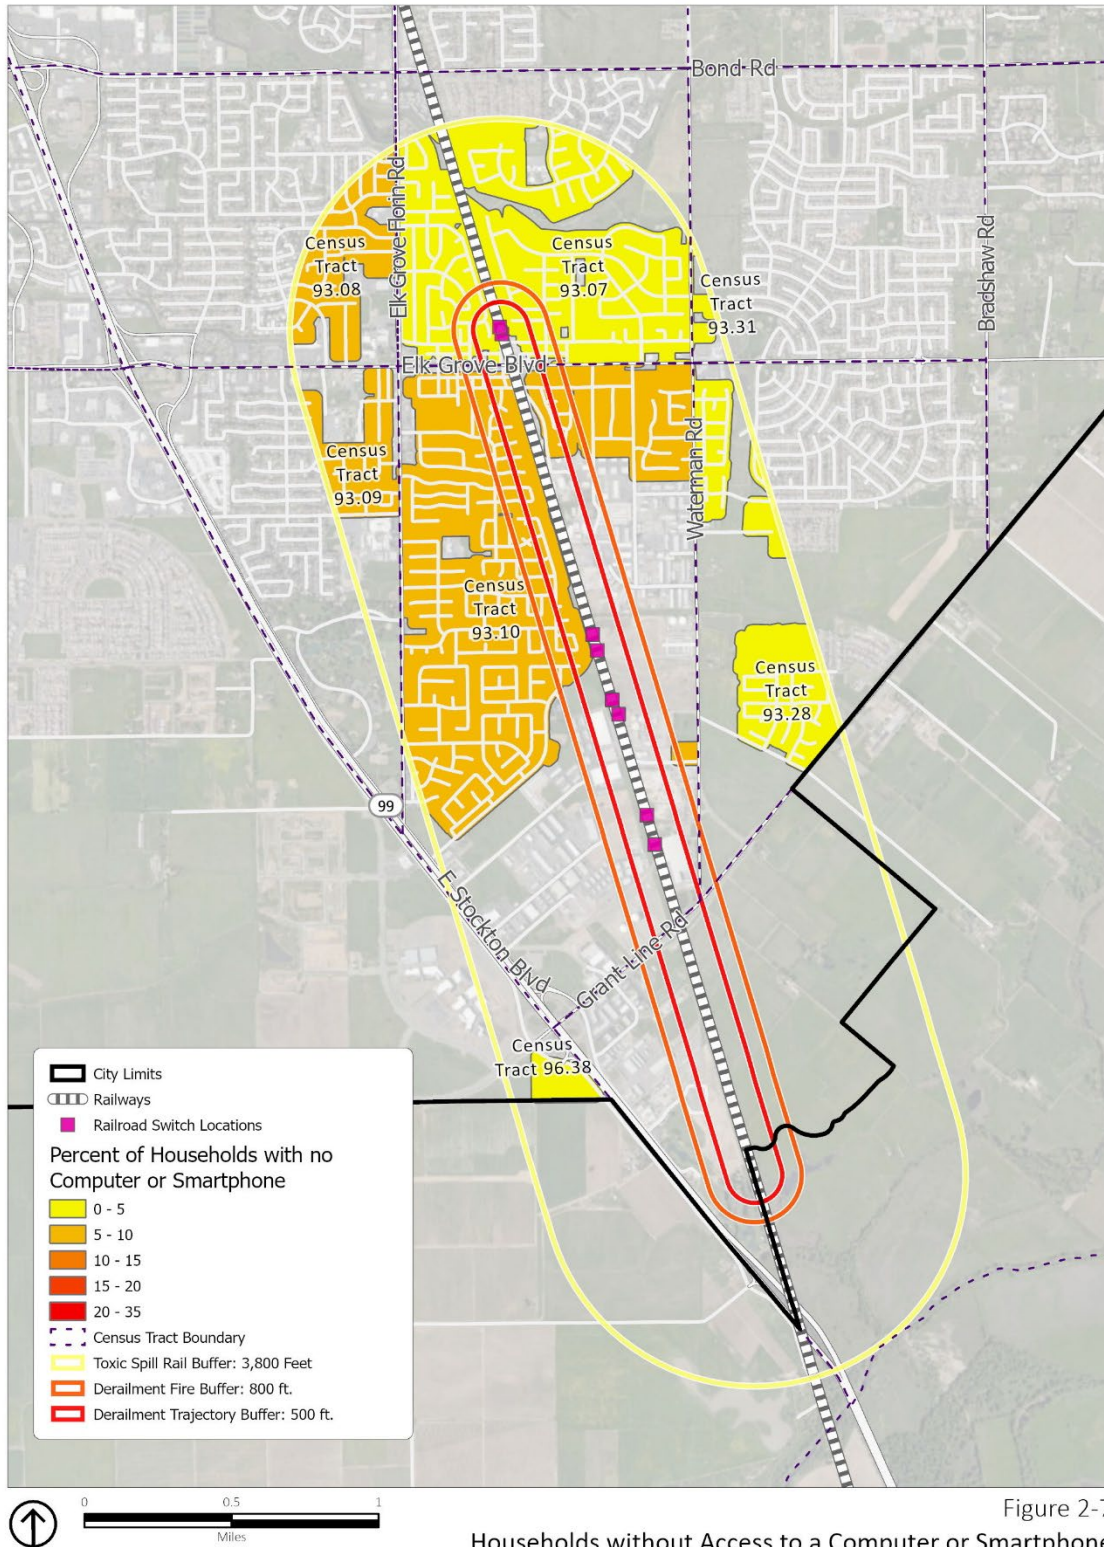 Bond Rd
Elk Grove Florin Rd
Bradshaw Rd
Census
Tract
93.08
Census
Tract
93.07
Census
Tract
93.31
Elk Grove Blvd
Waterman Rd
Census
Tract
93.09
Census
Tract
93.10
Census
Tract
93.28
99
E Stockton Blvd
Grant Line Rd
Census
Tract 96.38
City Limits
Railways
Railroad Switch Locations
Percent of Households with no
Computer or Smartphone
0 - 5
5 - 10
10 - 15
15 - 20
20 - 35
Census Tract Boundary
Toxic Spill Rail Buffer: 3,800 Feet
Derailment Fire Buffer: 800 ft.
Derailment Trajectory Buffer: 500 ft.
0 0.5 1
Miles
Figure 2-7
Households without Access to a Computer or Smartphone